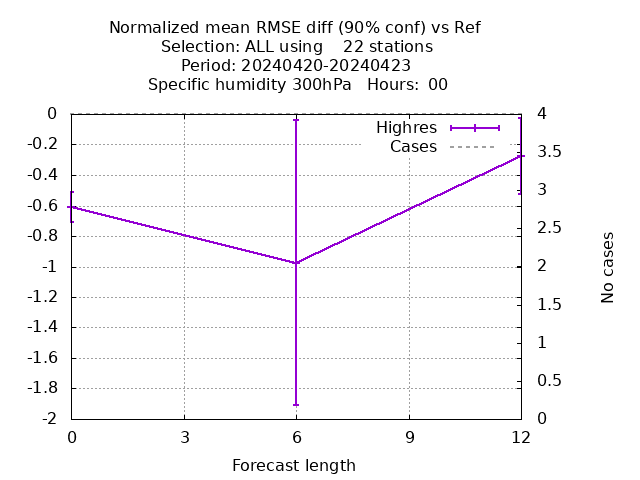 Normalized mean RMSE diff (90% conf) vs Ref
Selection: ALL using    22 stations
Period: 20240420-20240423
Specific humidity 300hPa   Hours:  00
Highres
Cases
0
-0.2
-0.4
-0.6
-0.8
-1
-1.2
-1.4
-1.6
-1.8
-2
4
3.5
3
2.5
2
1.5
1
0.5
0
No cases
0 3 6 9 12
Forecast length